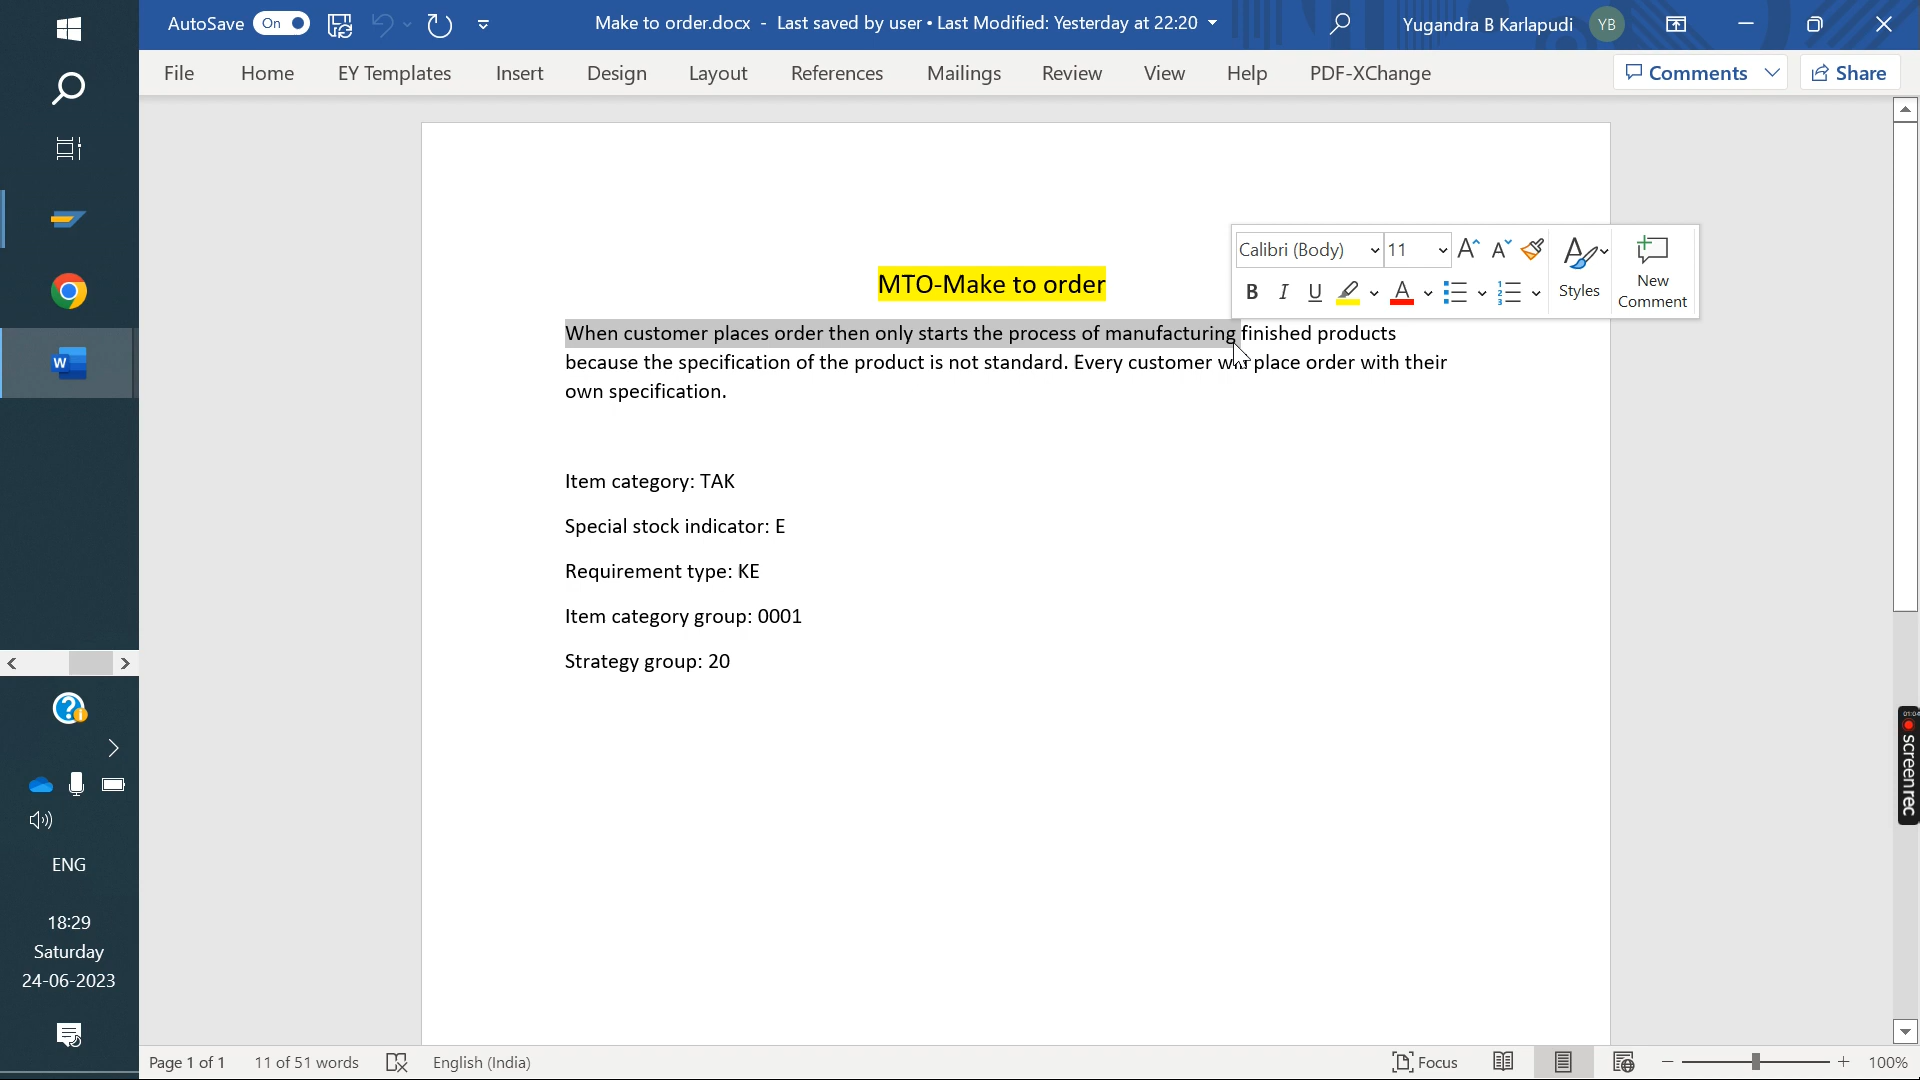 AutoSave On Make to order.docx - Last saved by user • Last Modified: Yesterday at 22:20 Yugandra B Karlapudi YB
File Home EY Templates Insert Design Layout References Mailings Review View Help PDF-XChange Comments Share
Calibri (Body) 11
B I U A Styles New Comment
MTO-Make to order
When customer places order then only starts the process of manufacturing finished products
because the specification of the product is not standard. Every customer will place order with their
own specification.
Item category: TAK
Special stock indicator: E
Requirement type: KE
Item category group: 0001
Strategy group: 20
ENG
18:29
Saturday
24-06-2023
screenrec
Page 1 of 1 11 of 51 words English (India) Focus 100%